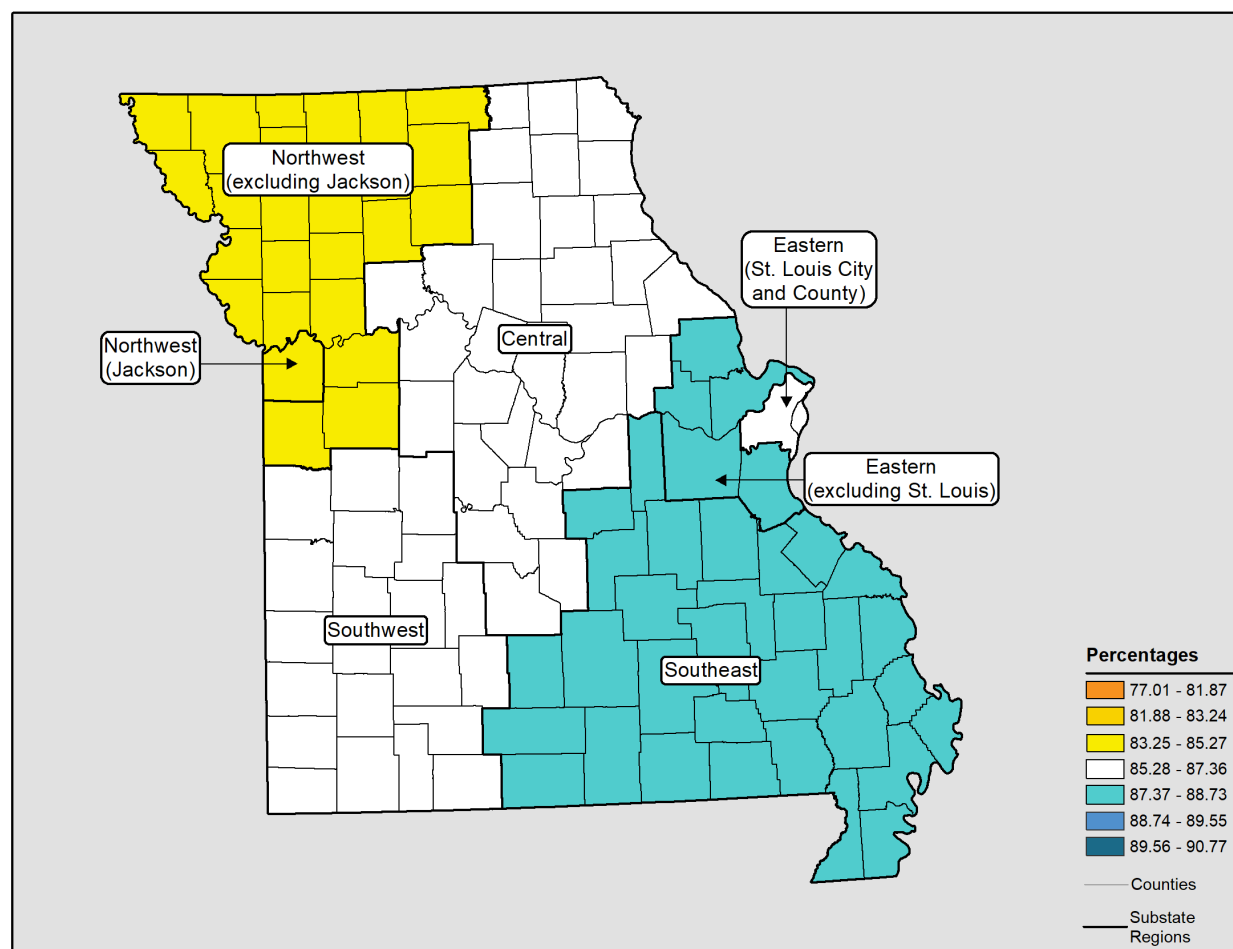 Northwest
(excluding Jackson)
Eastern
(St. Louis City
and County)
Northwest
(Jackson)
Central
Eastern
(excluding St. Louis)
Southwest
Southeast
Percentages
77.01 - 81.87
81.88 - 83.24
83.25 - 85.27
85.28 - 87.36
87.37 - 88.73
88.74 - 89.55
89.56 - 90.77
Counties
Substate
Regions